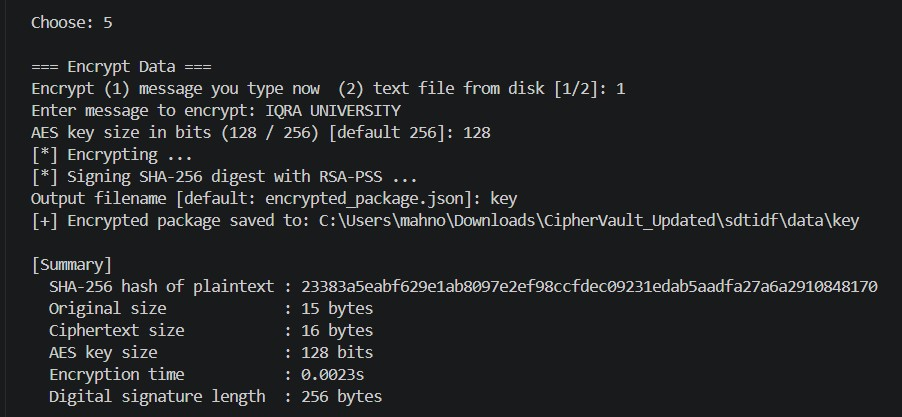 Choose: 5
=== Encrypt Data ===
Encrypt (1) message you type now  (2) text file from disk [1/2]: 1
Enter message to encrypt: IQRA UNIVERSITY
AES key size in bits (128 / 256) [default 256]: 128
[*] Encrypting ...
[*] Signing SHA-256 digest with RSA-PSS ...
Output filename [default: encrypted_package.json]: key
[+] Encrypted package saved to: C:\Users\mahno\Downloads\CipherVault_Updated\sdtidf\data\key
[Summary]
SHA-256 hash of plaintext : 23383a5eabf629e1ab8097e2ef98ccfdec09231edab5aadfa27a6a2910848170
Original size : 15 bytes
Ciphertext size : 16 bytes
AES key size : 128 bits
Encryption time : 0.0023s
Digital signature length : 256 bytes